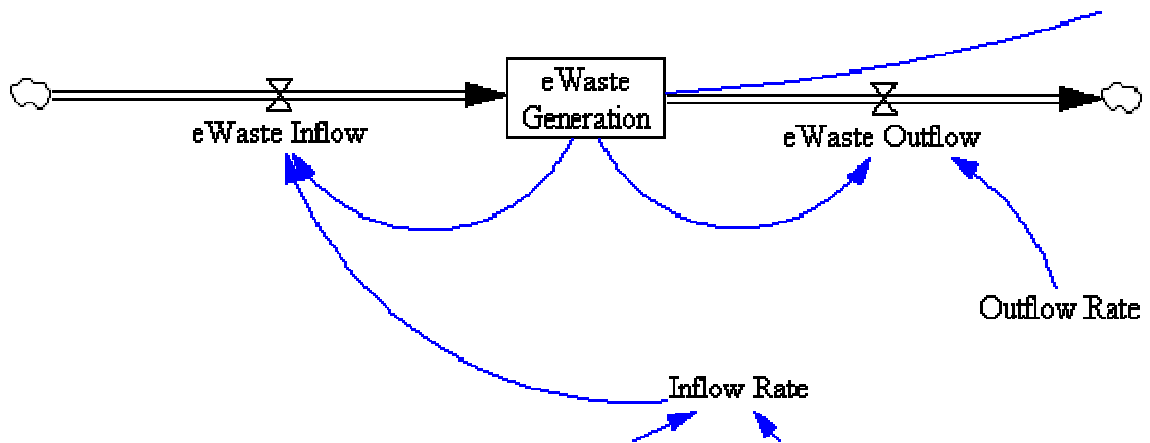 eWaste
Generation
eWaste Inflow
eWaste Outflow
Outflow Rate
Inflow Rate